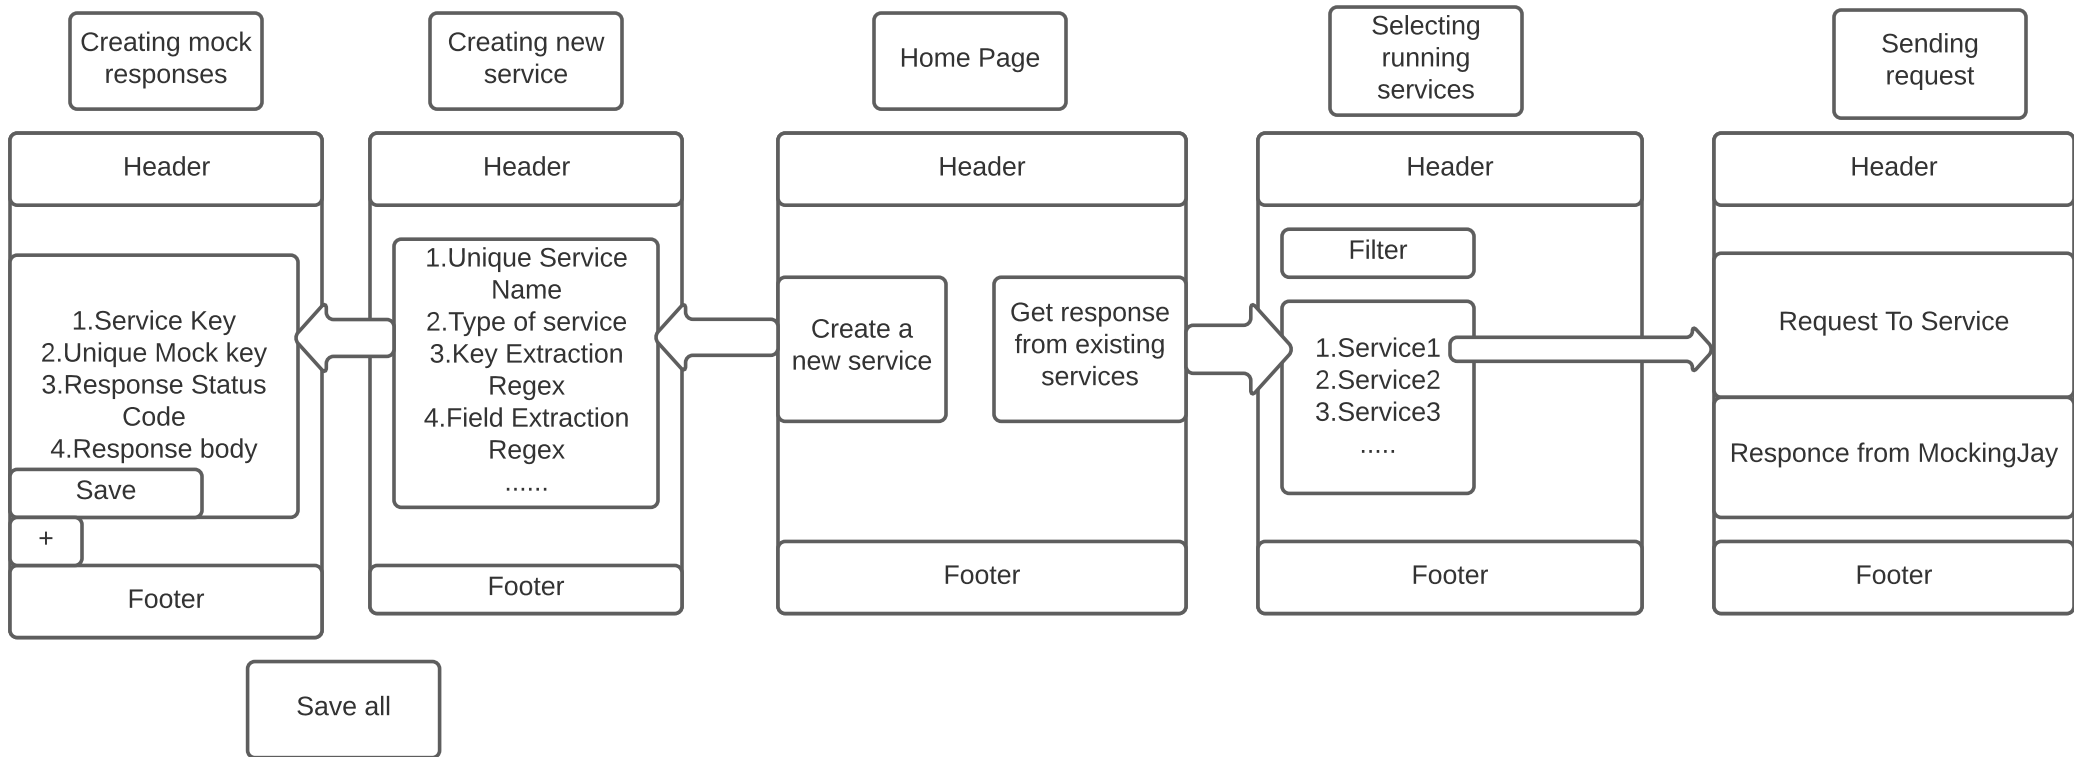 Creating mock
responses
Creating new
service
Home Page
Selecting
running
services
Sending
request
Header
1.Service Key
2.Unique Mock key
3.Response Status
Code
4.Response body
Save
+
Footer
Header
1.Unique Service
Name
2.Type of service
3.Key Extraction
Regex
4.Field Extraction
Regex
......
Footer
Header
Create a
new service
Get response
from existing
services
Footer
Header
Filter
1.Service1
2.Service2
3.Service3
.....
Footer
Header
Request To Service
Responce from MockingJay
Footer
Save all